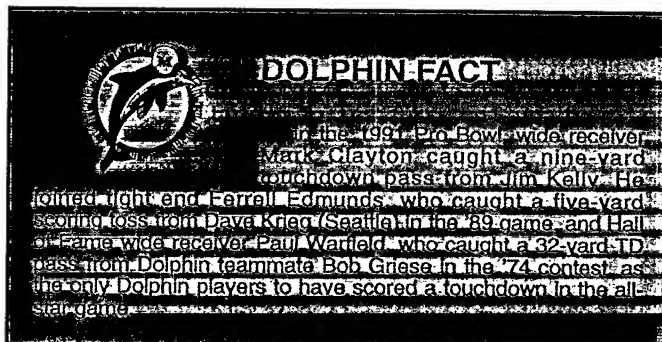 DOLPHIN FACT
In the 1991 Pro Bowl, wide receiver
Mark Clayton caught a nine-yard
touchdown pass from Jim Kelly. He
joined tight end Ferrell Edmunds, who caught a five-yard
scoring toss from Dave Krieg (Seattle) in the '89 game, and Hall
of Fame wide receiver Paul Warfield, who caught a 32-yard TD
pass from Dolphin teammate Bob Griese in the '74 contest, as
the only Dolphin players to have scored a touchdown in the all-
star game.